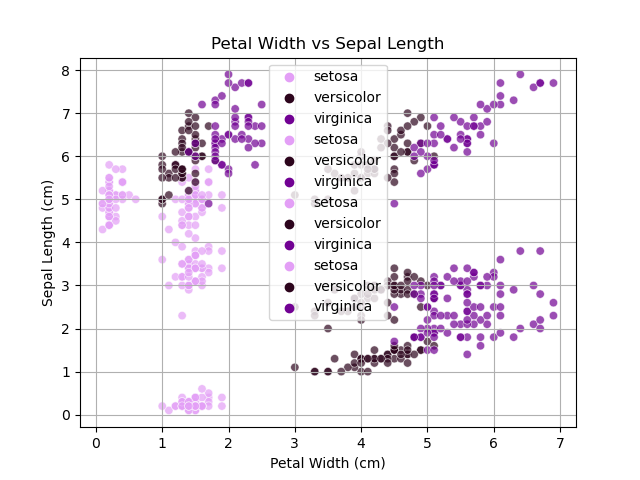 Petal Width vs Sepal Length
8
7
6
5
4
3
2
1
0
Sepal Length (cm)
setosa
versicolor
virginica
setosa
versicolor
virginica
setosa
versicolor
virginica
setosa
versicolor
virginica
0 1 2 3 4 5 6 7
Petal Width (cm)